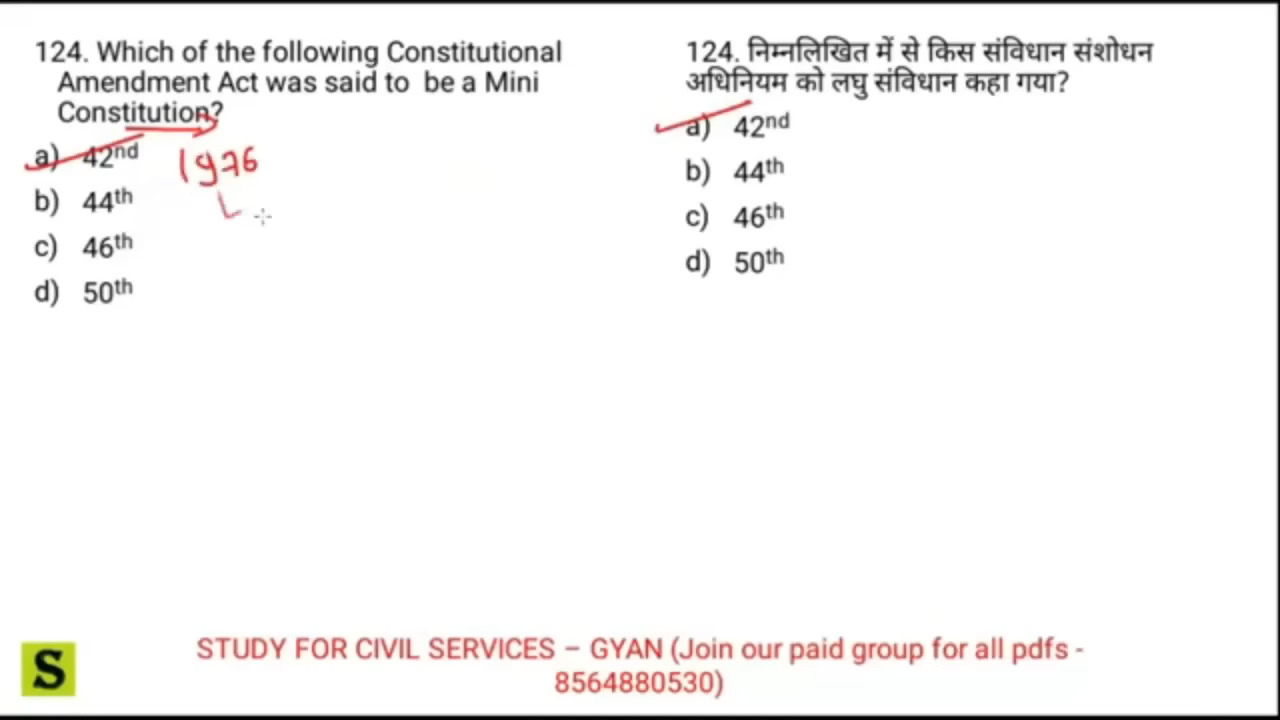 124. Which of the following Constitutional
Amendment Act was said to be a Mini
Constitution?
a) 42nd
1976
b) 44th
c) 46th
d) 50th
124. निम्नलिखित में से किस संविधान संशोधन
अधिनियम को लघु संविधान कहा गया?
a) 42nd
b) 44th
c) 46th
d) 50th
S
STUDY FOR CIVIL SERVICES – GYAN (Join our paid group for all pdfs -
8564880530)